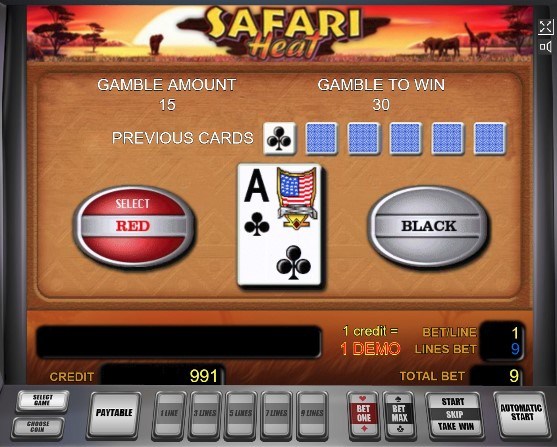 SAFARI
Heat
GAMBLE AMOUNT
15
GAMBLE TO WIN
30
PREVIOUS CARDS
A
SELECT
RED
BLACK
1 credit =
1 DEMO
BET/LINE 1
LINES BET 9
CREDIT 991
TOTAL BET 9
SELECT
GAME
CHOOSE
COIN
PAYTABLE
1 LINE
3 LINES
5 LINES
7 LINES
9 LINES
BET
ONE
BET
MAX
START
SKIP
TAKE WIN
AUTOMATIC
START